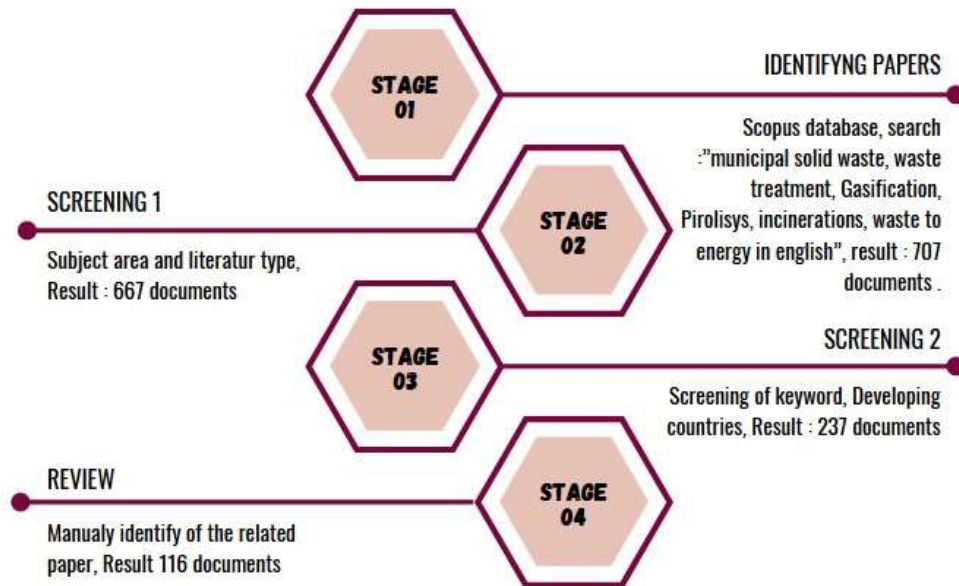 STAGE
01
IDENTIFYNG PAPERS
Scopus database, search
:”municipal solid waste, waste
treatment, Gasification,
Pirolisys, incinerations, waste to
energy in english”, result : 707
documents .
STAGE
02
SCREENING 1
Subject area and literatur type,
Result : 667 documents
STAGE
03
SCREENING 2
Screening of keyword, Developing
countries, Result : 237 documents
STAGE
04
REVIEW
Manualy identify of the related
paper, Result 116 documents